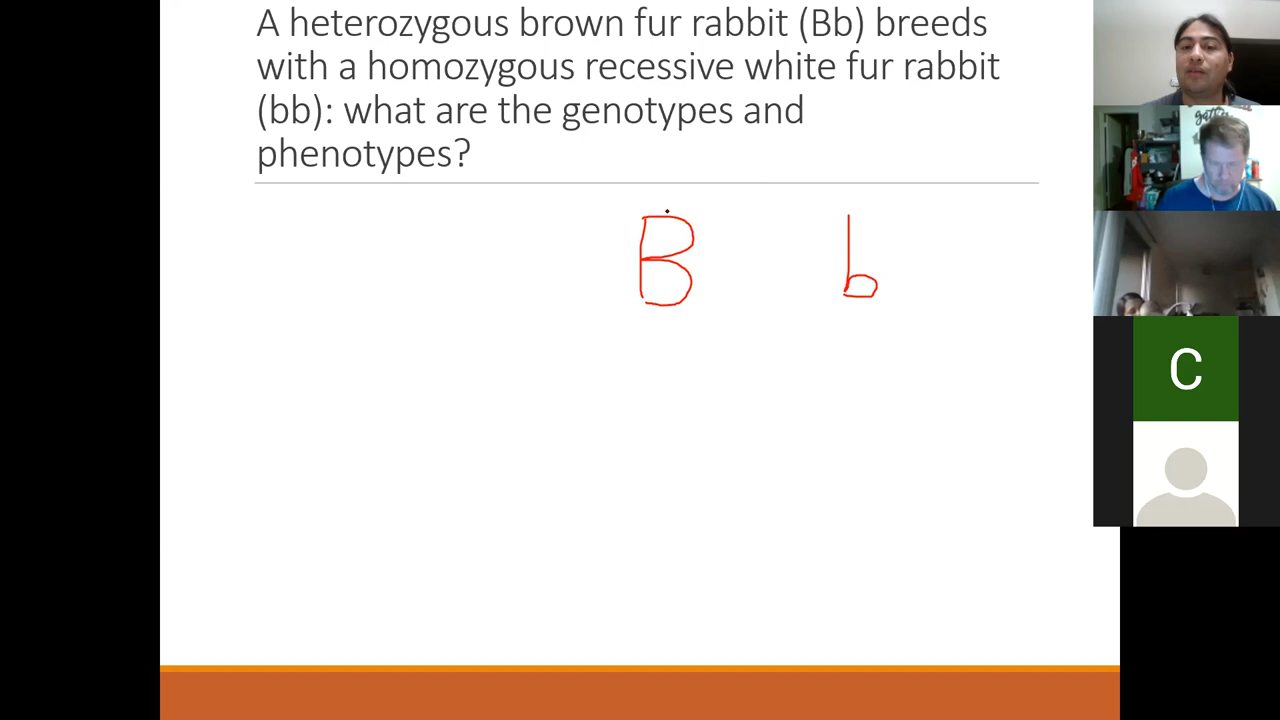 A heterozygous brown fur rabbit (Bb) breeds
with a homozygous recessive white fur rabbit
(bb): what are the genotypes and
phenotypes?
B b
gather
C